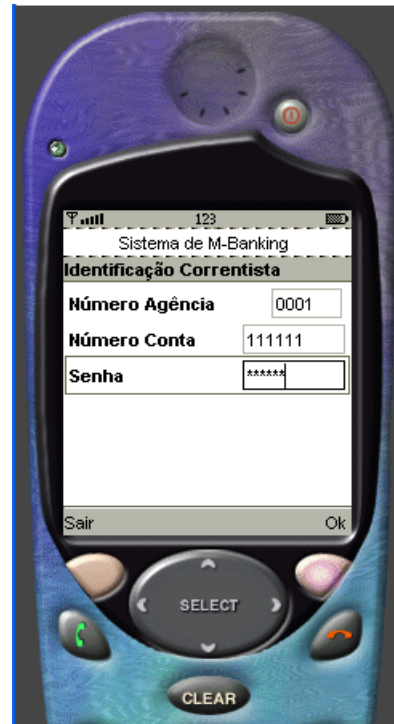 123
Sistema de M-Banking
Identificação Correntista
Número Agência 0001
Número Conta 111111
Senha ******
Sair Ok
SELECT
CLEAR